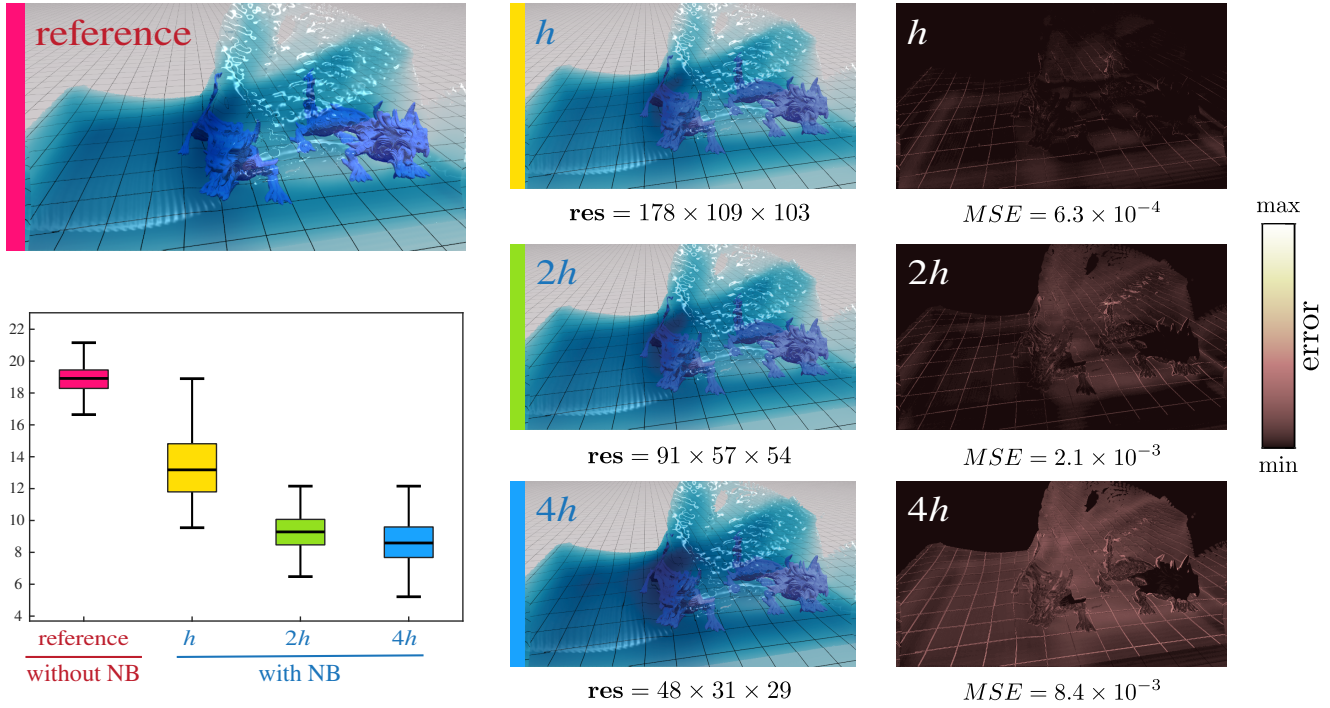 reference
h
h
res = 178 × 109 × 103
MSE = 6.3 × 10⁻⁴
max
2h
2h
error
res = 91 × 57 × 54
MSE = 2.1 × 10⁻³
min
22
20
18
16
14
12
10
8
6
4
reference
h
2h
4h
without NB
with NB
4h
4h
res = 48 × 31 × 29
MSE = 8.4 × 10⁻³